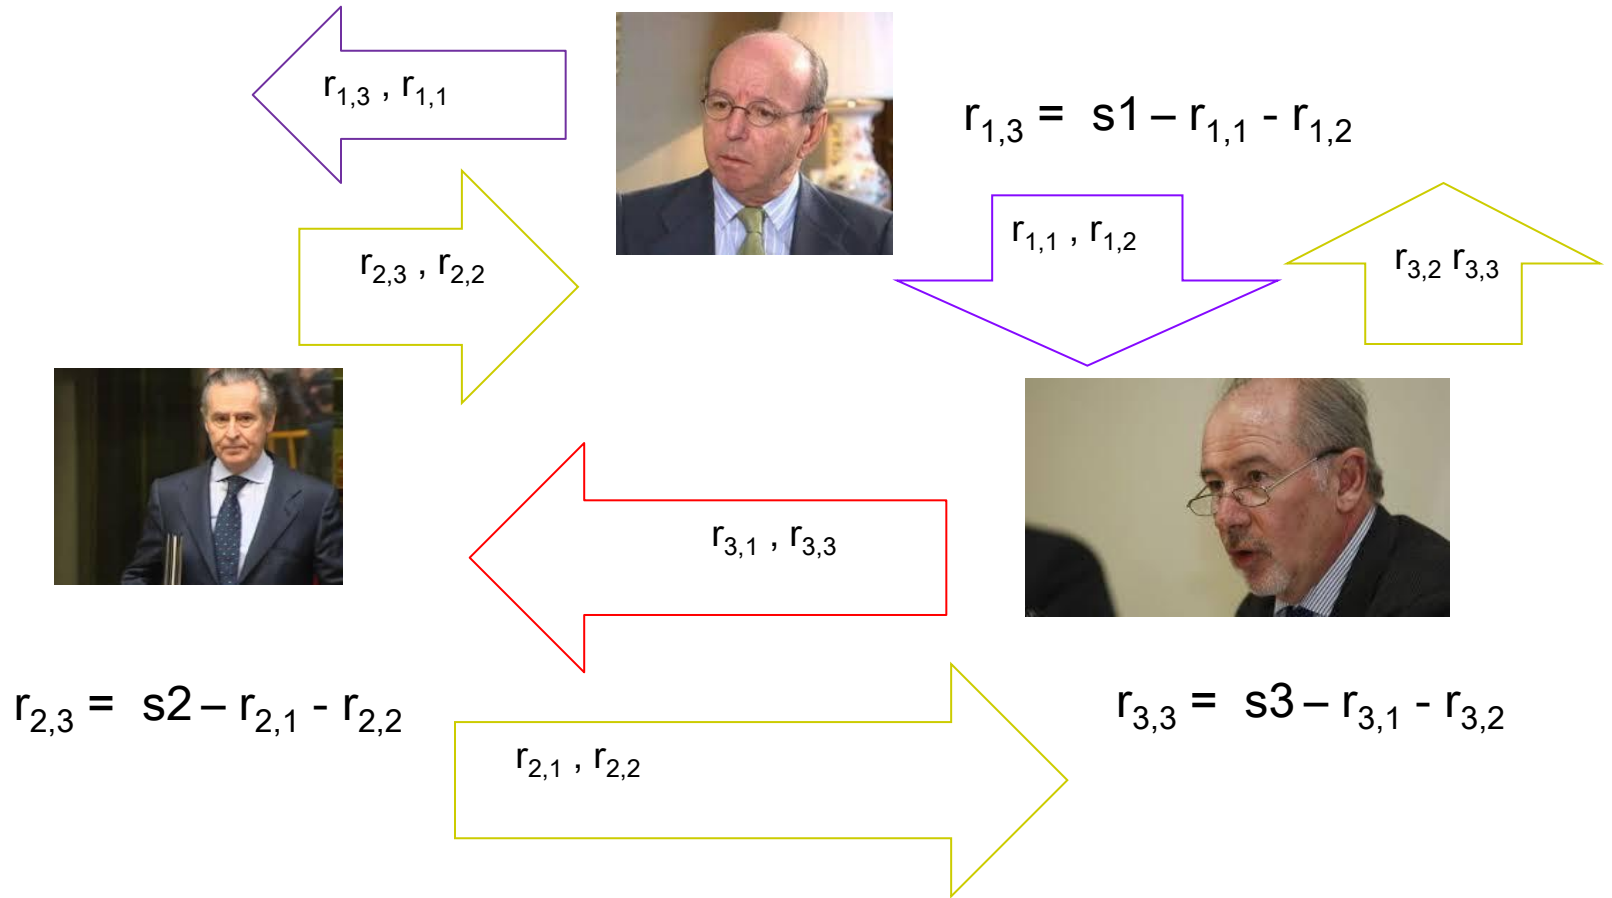 r1,3 , r1,1
r1,3 = s1 – r1,1 - r1,2
r2,3 , r2,2
r1,1 , r1,2
r3,2 r3,3
r3,1 , r3,3
r2,3 = s2 – r2,1 - r2,2
r3,3 = s3 – r3,1 - r3,2
r2,1 , r2,2